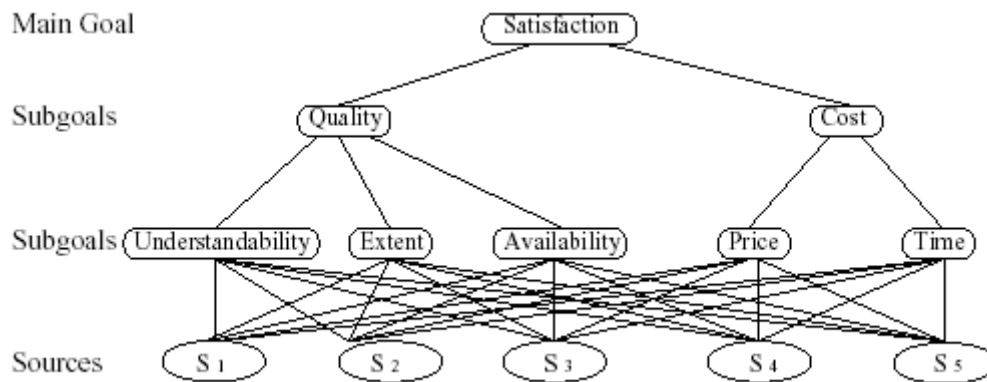 Main Goal Satisfaction
Subgoals Quality Cost
Subgoals Understandability Extent Availability Price Time
Sources S 1 S 2 S 3 S 4 S 5